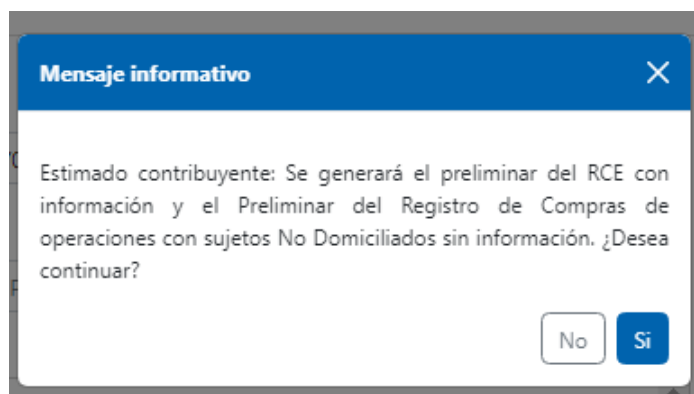 Mensaje informativo
Estimado contribuyente: Se generará el preliminar del RCE con
información y el Preliminar del Registro de Compras de
operaciones con sujetos No Domiciliados sin información. ¿Desea
continuar?
No
Si